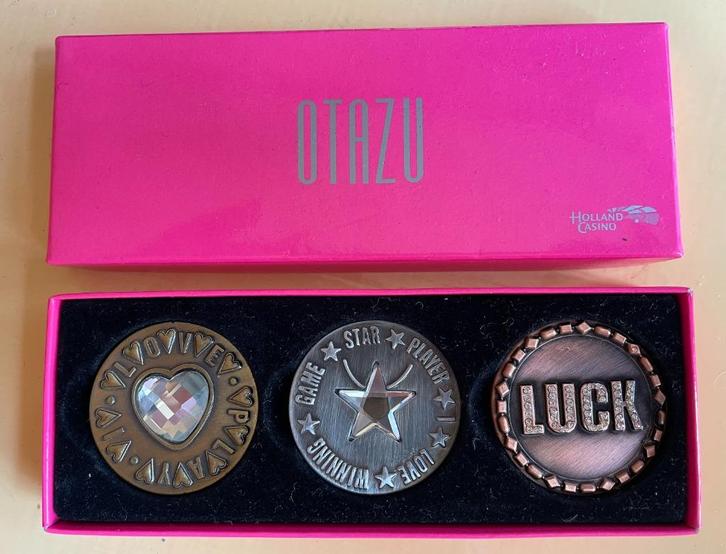 OTAZU
HOLLAND
CASINO
LOVE PLAY
GAME ★ STAR ★ PLAYER ★ I LOVE ★ WINNING ★
LUCK